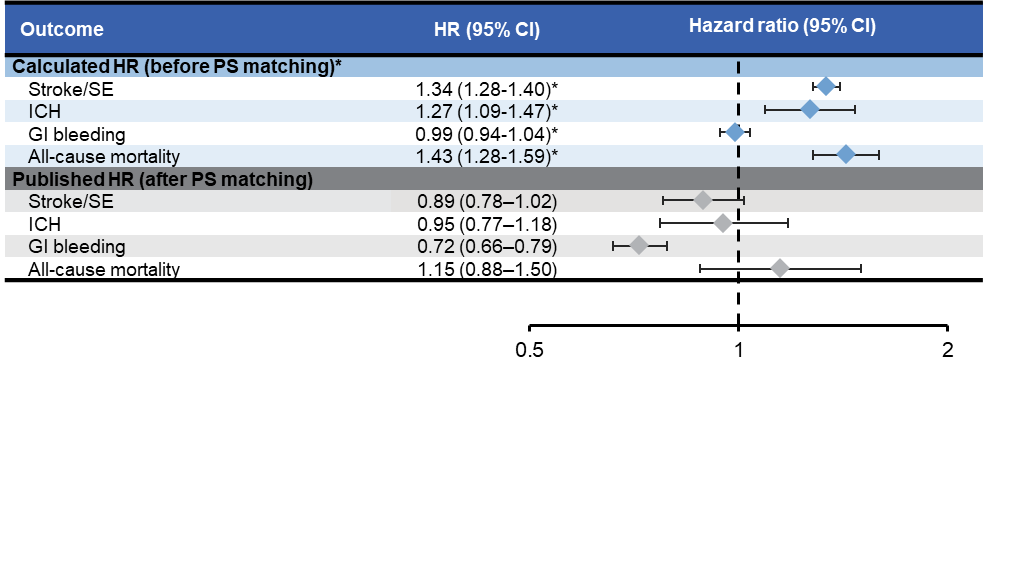 Outcome HR (95% CI) Hazard ratio (95% CI)
Calculated HR (before PS matching)*
Stroke/SE 1.34 (1.28-1.40)*
ICH 1.27 (1.09-1.47)*
GI bleeding 0.99 (0.94-1.04)*
All-cause mortality 1.43 (1.28-1.59)*
Published HR (after PS matching)
Stroke/SE 0.89 (0.78–1.02)
ICH 0.95 (0.77–1.18)
GI bleeding 0.72 (0.66–0.79)
All-cause mortality 1.15 (0.88–1.50)
0.5 1 2